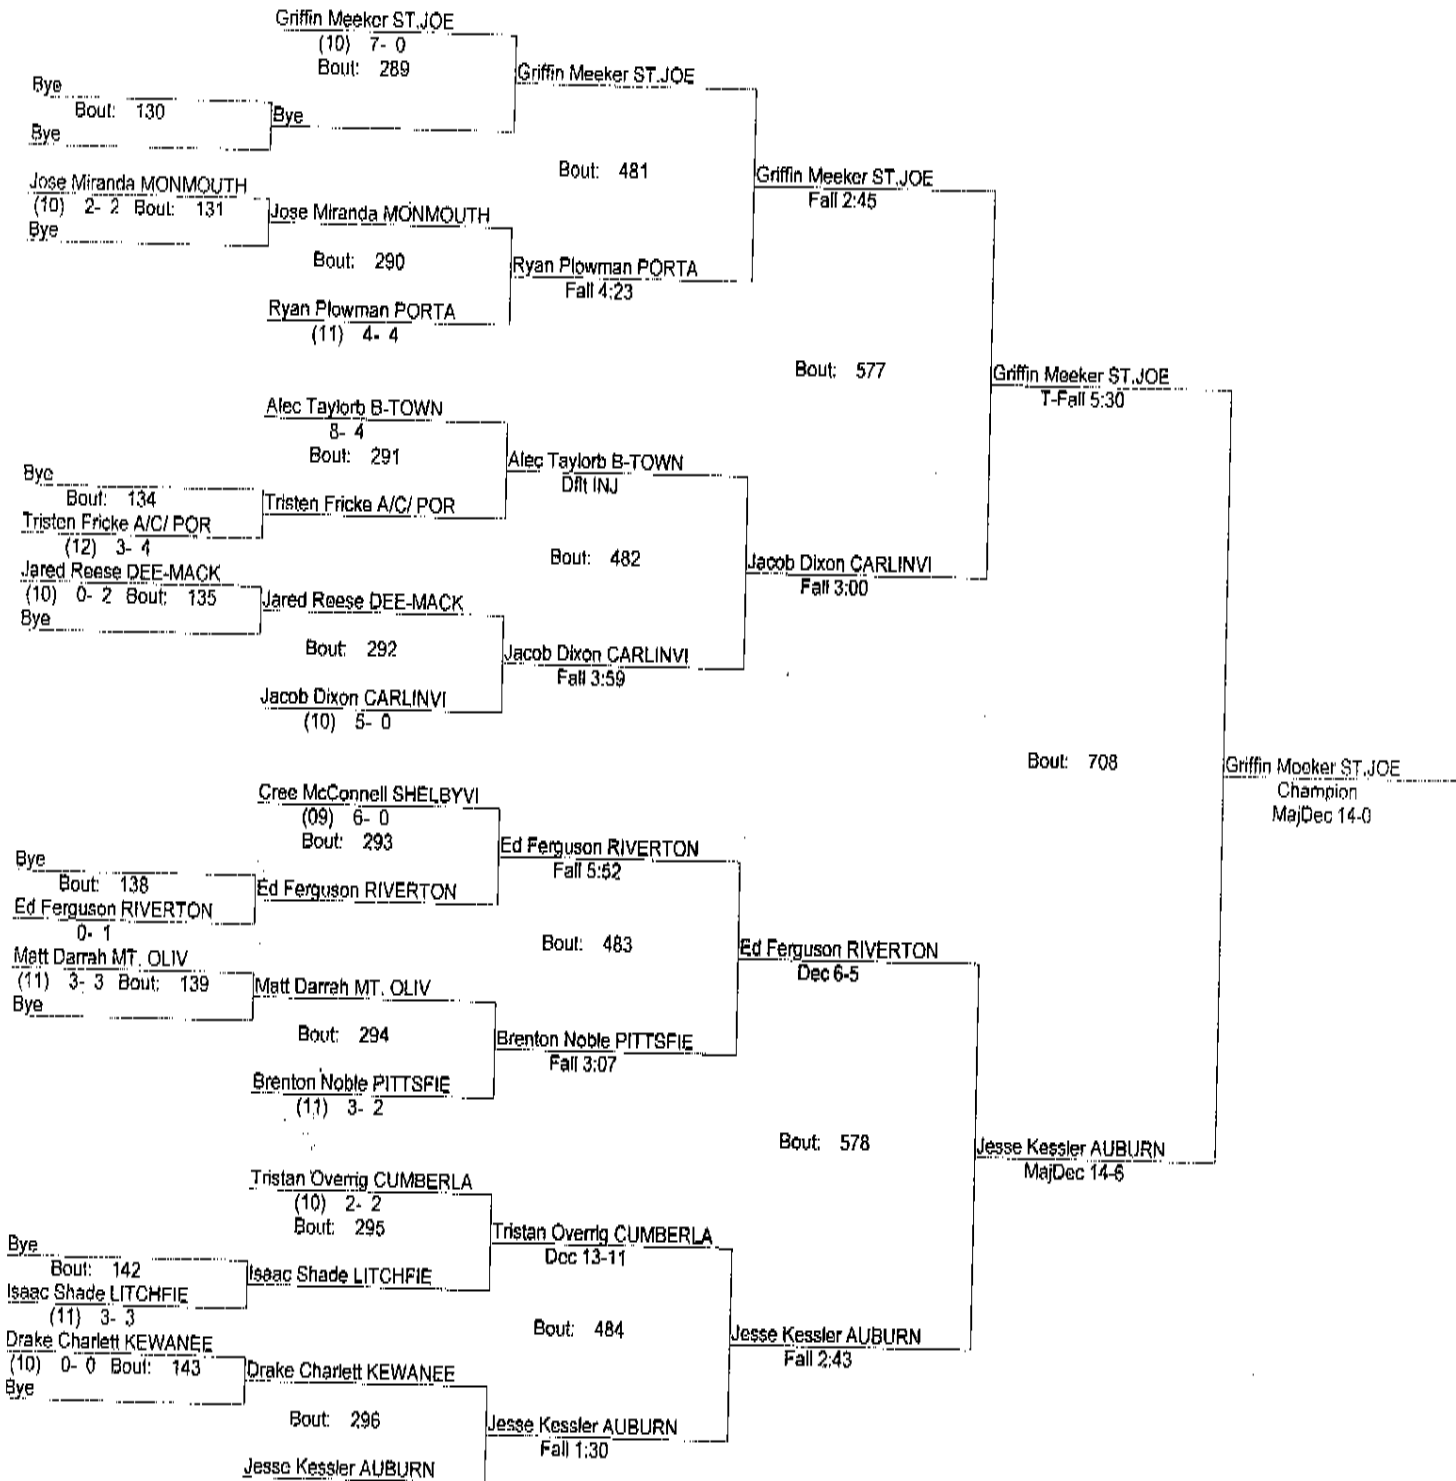 Griffin Meeker ST.JOE
(10) 7- 0
Bout: 289
Griffin Meeker ST.JOE
Bye
Bout: 130
Bye
Bye
Bout: 481
Griffin Meeker ST.JOE
Fall 2:45
Jose Miranda MONMOUTH
(10) 2- 2 Bout: 131
Bye
Jose Miranda MONMOUTH
Bout: 290
Ryan Plowman PORTA
Fall 4:23
Ryan Plowman PORTA
(11) 4- 4
Bout: 577
Griffin Meeker ST.JOE
T-Fall 5:30
Alec Taylorb B-TOWN
8- 4
Bout: 291
Alec Taylorb B-TOWN
Dflt INJ
Bye
Bout: 134
Tristen Fricke A/C/ POR
(12) 3- 4
Tristen Fricke A/C/ POR
Bout: 482
Jacob Dixon CARLINVI
Fall 3:00
Jared Reese DEE-MACK
(10) 0- 2 Bout: 135
Bye
Jared Reese DEE-MACK
Bout: 292
Jacob Dixon CARLINVI
Fall 3:59
Jacob Dixon CARLINVI
(10) 5- 0
Bout: 708
Griffin Meeker ST.JOE
Champion
MajDec 14-0
Cree McConnell SHELBYVI
(09) 6- 0
Bout: 293
Ed Ferguson RIVERTON
Fall 5:52
Bye
Bout: 138
Ed Ferguson RIVERTON
0- 1
Ed Ferguson RIVERTON
Bout: 483
Ed Ferguson RIVERTON
Dec 6-5
Matt Darrah MT. OLIV
(11) 3- 3 Bout: 139
Bye
Matt Darrah MT. OLIV
Bout: 294
Brenton Noble PITTSFIE
Fall 3:07
Brenton Noble PITTSFIE
(11) 3- 2
Bout: 578
Jesse Kessler AUBURN
MajDec 14-6
Tristan Overrig CUMBERLA
(10) 2- 2
Bout: 295
Tristan Overrig CUMBERLA
Dec 13-11
Bye
Bout: 142
Isaac Shade LITCHFIE
(11) 3- 3
Isaac Shade LITCHFIE
Bout: 484
Jesse Kessler AUBURN
Fall 2:43
Drake Charlett KEWANEE
(10) 0- 0 Bout: 143
Bye
Drake Charlett KEWANEE
Bout: 296
Jesse Kessler AUBURN
Fall 1:30
Jesse Kessler AUBURN